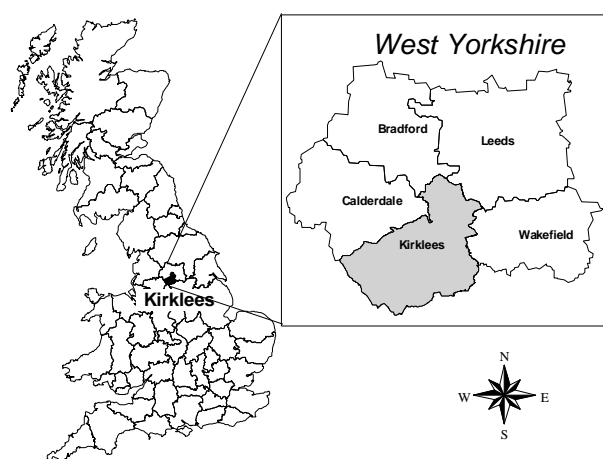 West Yorkshire
Bradford
Leeds
Calderdale
Kirklees
Wakefield
Kirklees
N
W E
S